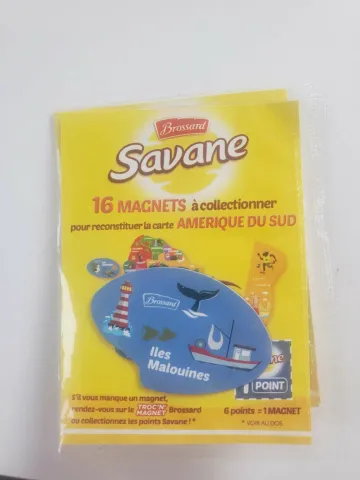 Brossard
Savane
16 MAGNETS à collectionner
pour reconstituer la carte AMERIQUE DU SUD
Brossard
Iles
Malouines
POINT
S'il vous manque un magnet,
rendez-vous sur le TROC'N MAGNET Brossard
ou collectionnez les points Savane ! *
6 points = 1 MAGNET
* VOIR AU DOS